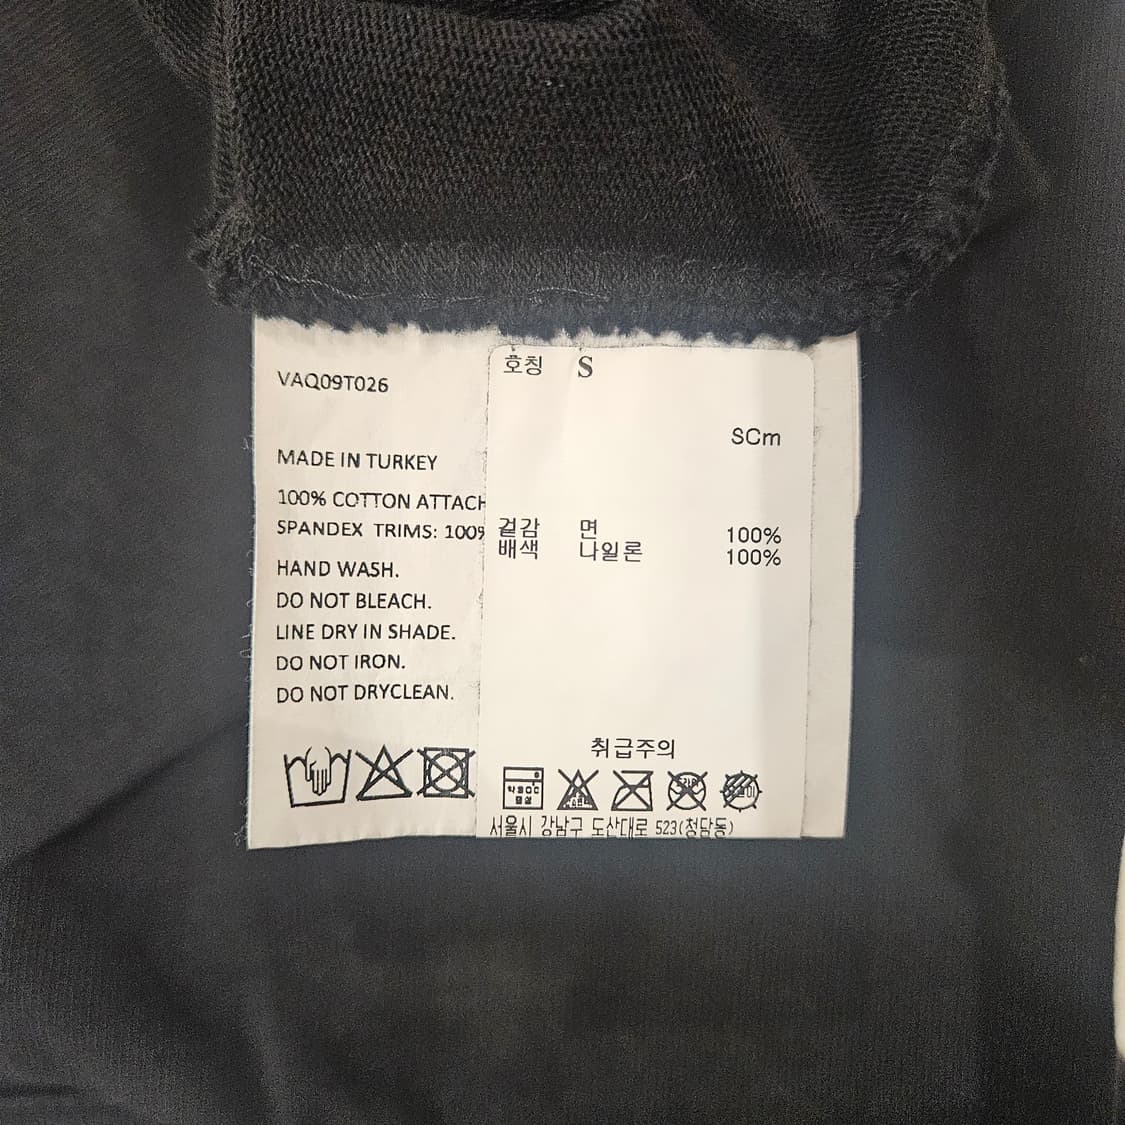 VAQ09T026
MADE IN TURKEY
100% COTTON ATTACH
SPANDEX TRIMS: 100%
HAND WASH.
DO NOT BLEACH.
LINE DRY IN SHADE.
DO NOT IRON.
DO NOT DRYCLEAN.
호칭 S
SCm
겉감 면 100%
배색 나일론 100%
취급주의
서울시 강남구 도산대로 523(청담동)